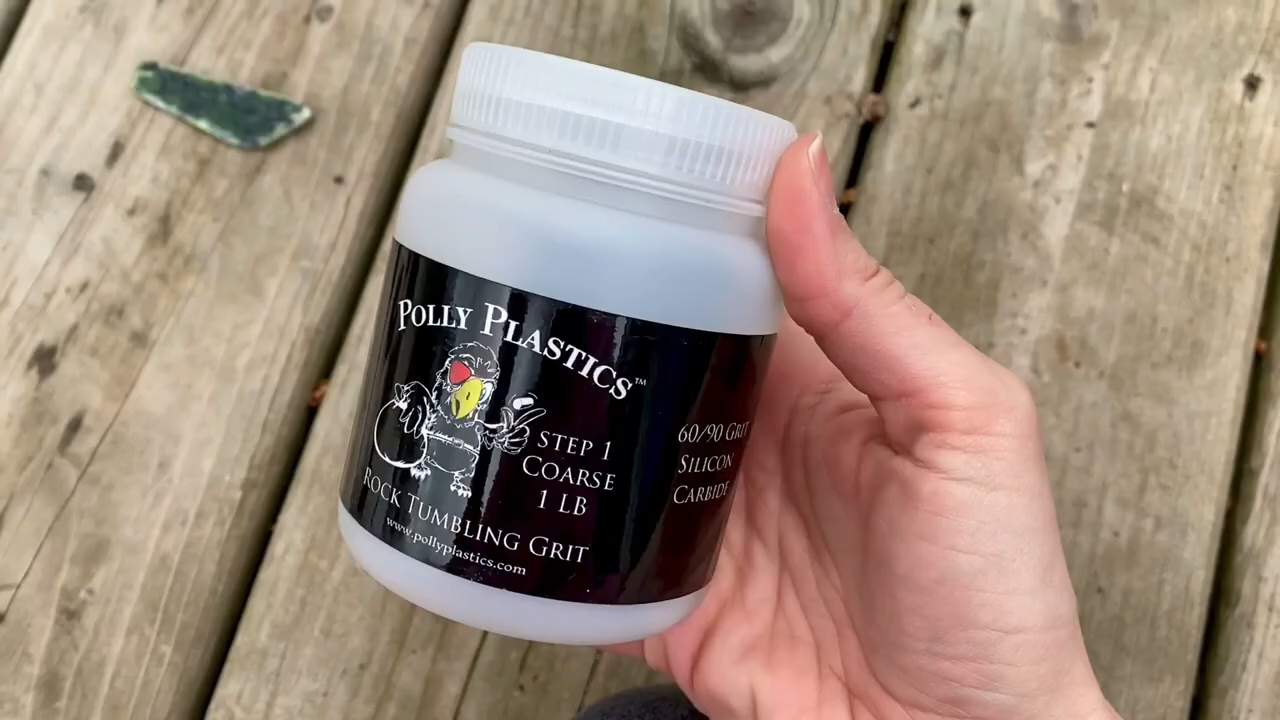 POLLY PLASTICS™
STEP 1
COARSE
1 LB
ROCK TUMBLING GRIT
www.pollyplastics.com
60/90 GRIT
SILICON
CARBIDE